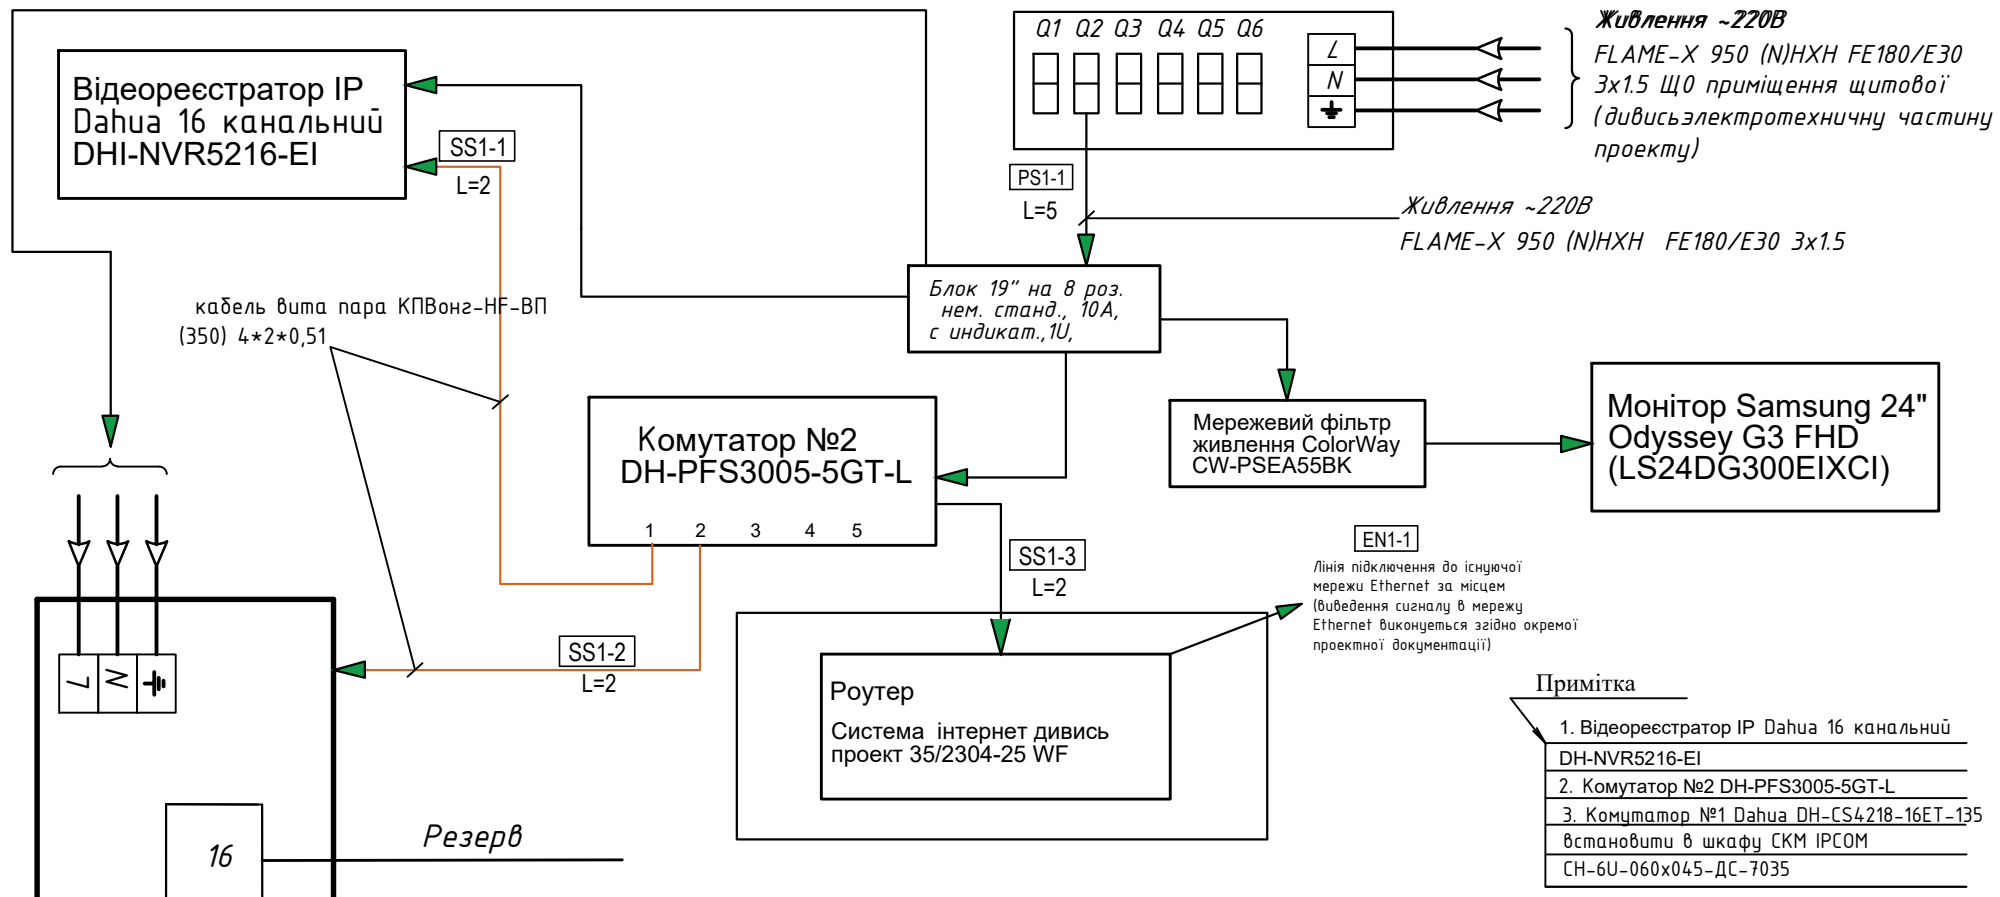 Відеореєстратор IP
Dahua 16 канальний
DHI-NVR5216-EI
SS1-1
L=2
Q1 Q2 Q3 Q4 Q5 Q6
L
N
Живлення ~220В
FLAME-X 950 (N)HXH FE180/E30
3х1.5 ЩО приміщення щитової
(дивисьэлектротехничну частину
проекту)
PS1-1
L=5
Живлення ~220В
FLAME-X 950 (N)HXH FE180/E30 3х1.5
Блок 19" на 8 роз.
нем. станд., 10А,
с индикат.,1U,
кабель вита пара КПВонг-HF-ВП
(350) 4*2*0,51
Комутатор №2
DH-PFS3005-5GT-L
1 2 3 4 5
Мережевий фільтр
живлення ColorWay
CW-PSEA55BK
Монітор Samsung 24"
Odyssey G3 FHD
(LS24DG300EIXCI)
SS1-3
L=2
EN1-1
Лінія підключення до існуючої
мережи Ethernet за місцем
(виведення сигналу в мережу
Ethernet виконується згідно окремої
проектної документації)
SS1-2
L=2
L
N
Роутер
Система інтернет дивись
проект 35/2304-25 WF
16
Резерв
Примітка
1. Відеореєстратор IP Dahua 16 канальний
DH-NVR5216-EI
2. Комутатор №2 DH-PFS3005-5GT-L
3. Комутатор №1 Dahua DH-CS4218-16ET-135
встановити в шкафу СКМ IPCOM
СН-6U-060х045-ДС-7035